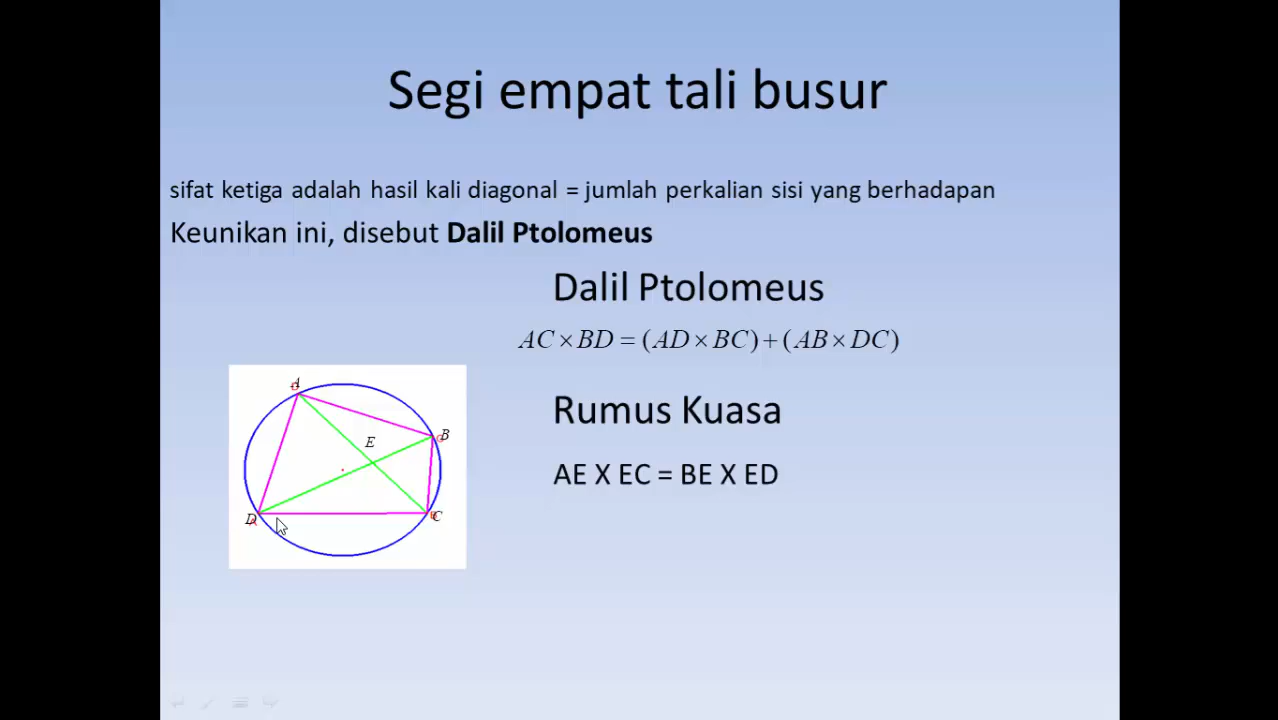 Segi empat tali busur
sifat ketiga adalah hasil kali diagonal = jumlah perkalian sisi yang berhadapan
Keunikan ini, disebut Dalil Ptolomeus
Dalil Ptolomeus
AC × BD = (AD × BC) + (AB × DC)
A
B
E
D
C
Rumus Kuasa
AE X EC = BE X ED